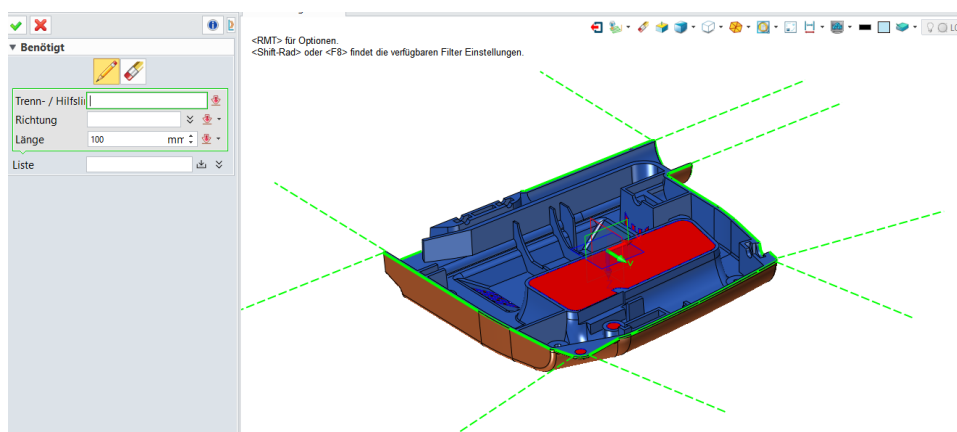 ▼ Benötigt
Trenn- / Hilfsli
Richtung
Länge 100 mm
Liste
<RMT> für Optionen.
<Shift-Rad> oder <F8> findet die verfügbaren Filter Einstellungen.